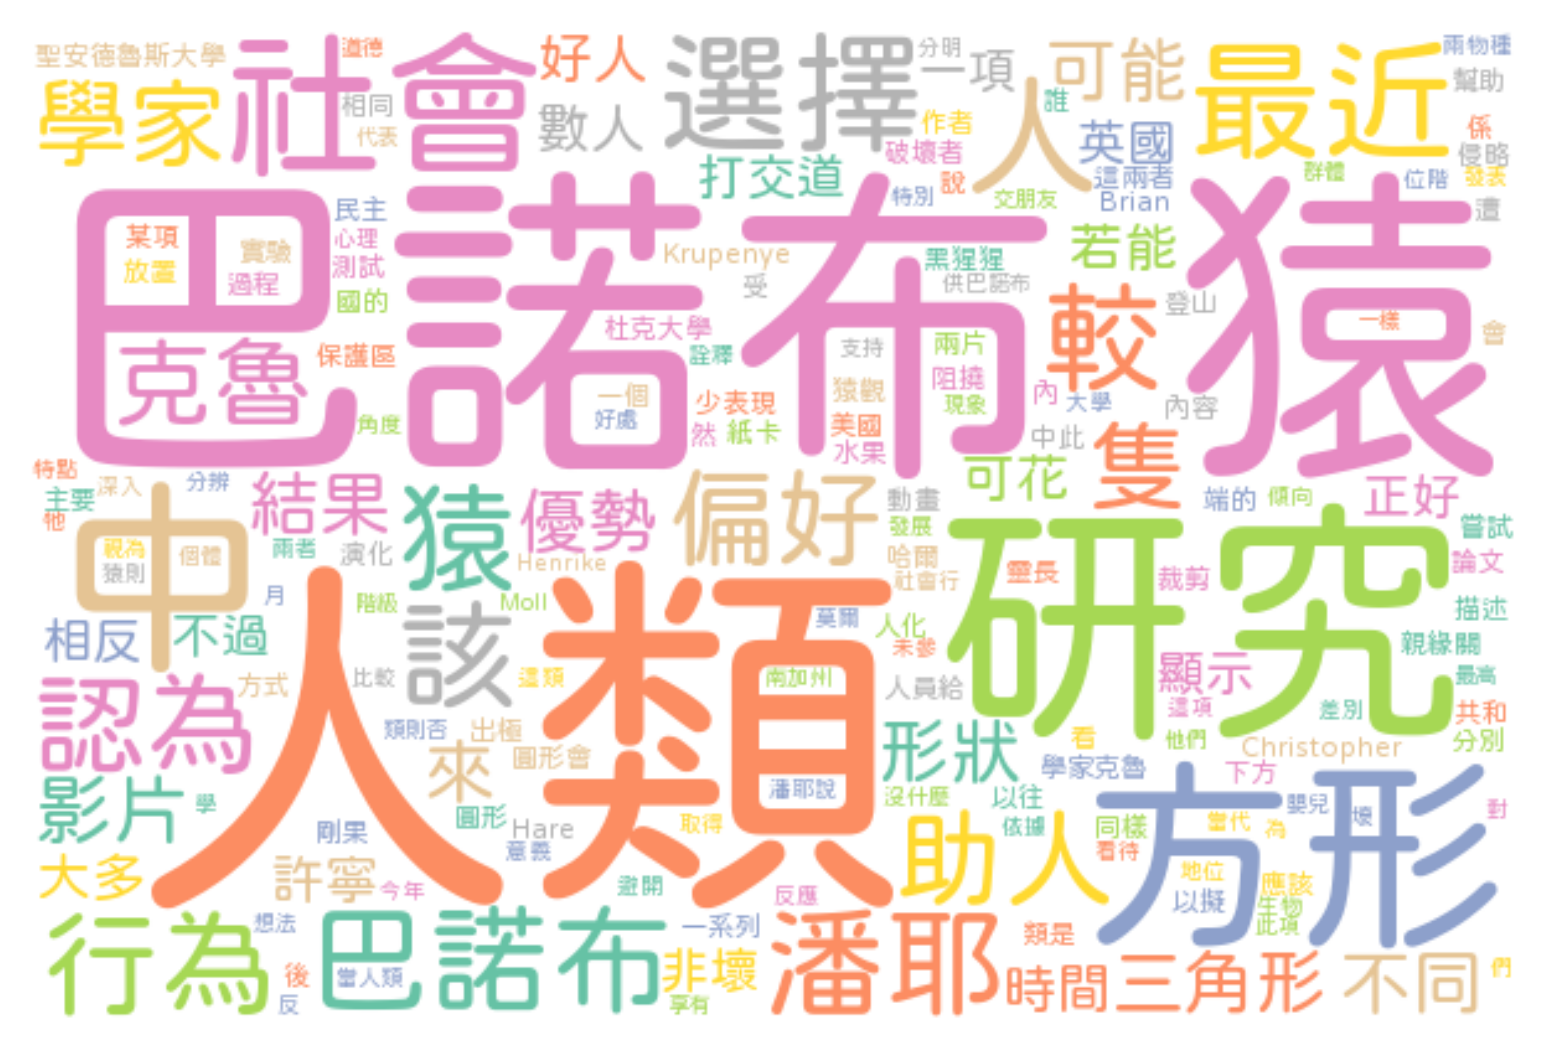 聖安德魯斯大學
道德
社會
學家
相同
代表
好人
數人
選擇
分明
一項
可能
人
誰
最近
兩物種
幫助
作者
破壞者
說
英國
這兩者
Brian
係
侵略
發表
群體
位階
打交道
特別
交朋友
遭
巴諾布猿
某項
放置
實驗
過程
民主
心理
測試
國的
Krupenye
受
黑猩猩
供巴諾布
若能
登山
一樣
會
克魯
保護區
杜克大學
詮釋
支持
兩片
阻撓
現象
較
角度
一個
好處
少表現
然
紙卡
猿觀
美國
水果
內
大學
內容
中此
隻
特點
主要
牠
深入
分辨
結果
猿
優勢
偏好
動畫
發展
可花
端的
傾向
正好
嘗試
中
視為
猿則
個體
兩者
演化
Henrike
哈爾
社會行
靈長
裁剪
研究
論文
月
階級
Moll
莫爾
人化
未參
描述
親緣關
相反
不過
該
人類
南加州
人員給
顯示
這項
最高
認為
方式
比較
這類
類則否
出極
圓形會
來
形狀
看
他們
差別
共和
分別
Christopher
影片
學
剛果
圓形
Hare
意義
取得
潘耶說
沒什麼
以往
依據
學家克魯
下方
方形
嬰兒
壞
對
大多
許寧
今年
避開
反應
助人
同樣
看待
當代
為
地位
以擬
應該
生物
此項
行為
想法
後
反
巴諾布
當人類
一系列
非壞
享有
潘耶
類是
時間
三角形
不同
們